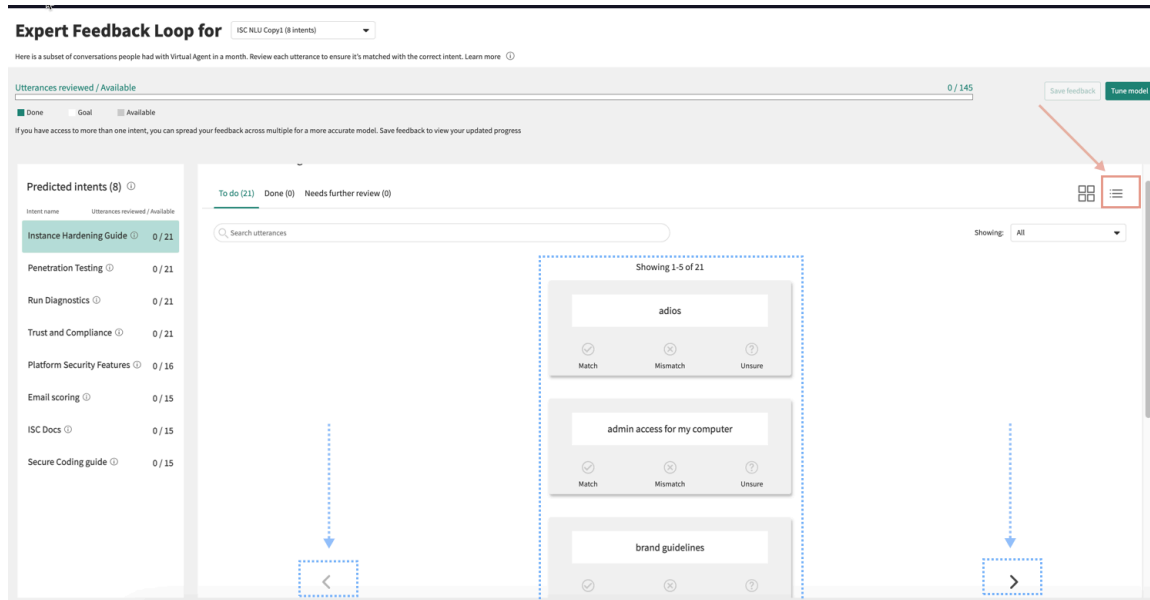 Expert Feedback Loop for
ISC NLU Copy1 (8 intents)
Here is a subset of conversations people had with Virtual Agent in a month. Review each utterance to ensure it's matched with the correct intent. Learn more
Utterances reviewed / Available
0 / 145
Save feedback
Tune model
Done
Goal
Available
If you have access to more than one intent, you can spread your feedback across multiple for a more accurate model. Save feedback to view your updated progress
Predicted intents (8)
Intent name
Utterances reviewed / Available
Instance Hardening Guide 0 / 21
Penetration Testing 0 / 21
Run Diagnostics 0 / 21
Trust and Compliance 0 / 21
Platform Security Features 0 / 16
Email scoring 0 / 15
ISC Docs 0 / 15
Secure Coding guide 0 / 15
To do (21) Done (0) Needs further review (0)
Search utterances
Showing: All
Showing 1-5 of 21
adios
Match Mismatch Unsure
admin access for my computer
Match Mismatch Unsure
brand guidelines